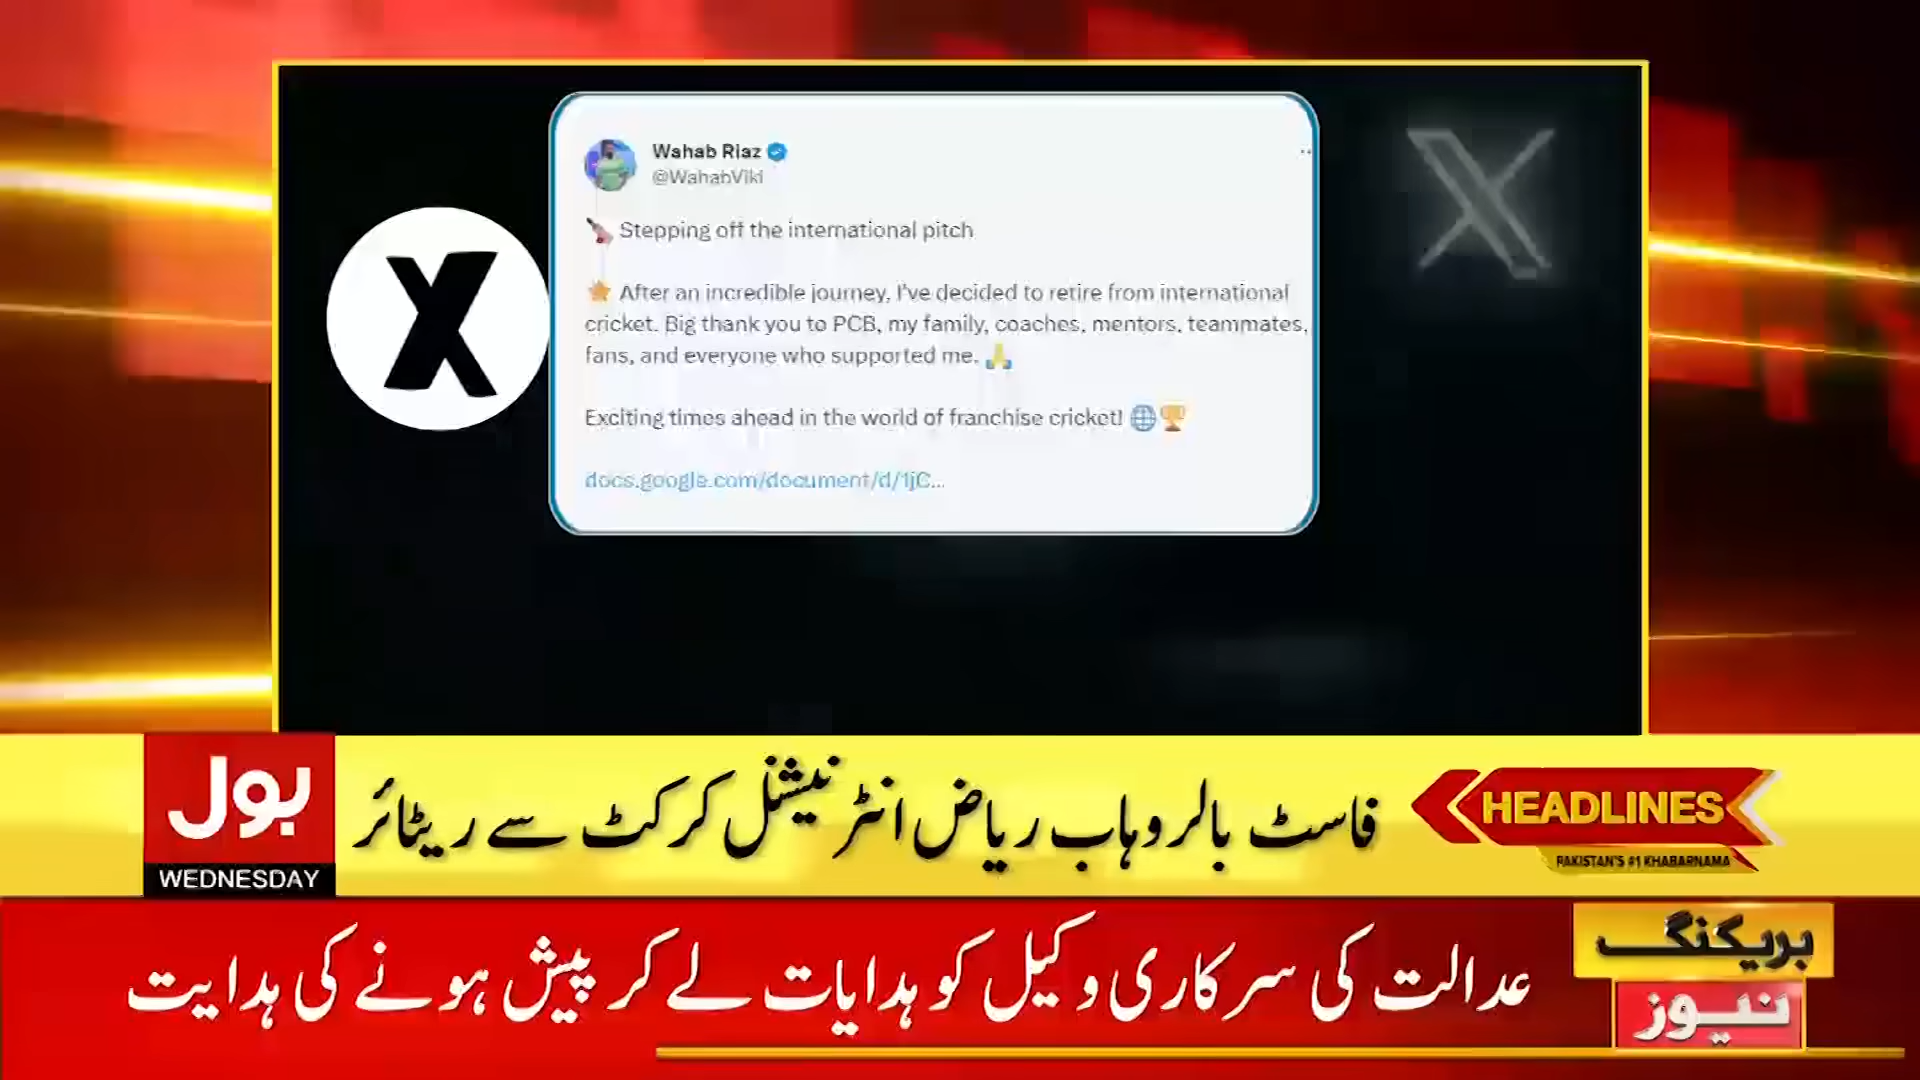 Wahab Riaz
@WahabViki
Stepping off the international pitch
After an incredible journey, I've decided to retire from international
cricket. Big thank you to PCB, my family, coaches, mentors, teammates,
fans, and everyone who supported me.
Exciting times ahead in the world of franchise cricket!
docs.google.com/document/d/1jC...
X
X
فاسٹ بالر وہاب ریاض انٹرنیشنل کرکٹ سے ریٹائر
HEADLINES
PAKISTAN'S #1 KHABARNAMA
بول
WEDNESDAY
بریکنگ
نیوز
عدالت کی سرکاری وکیل کو ہدایات لے کر پیش ہونے کی ہدایت